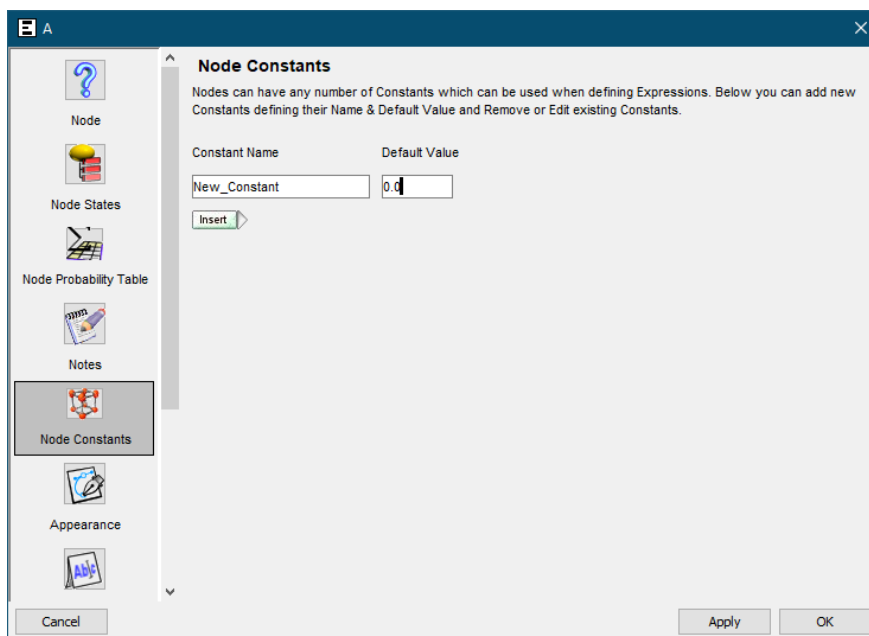 E A
Node
Node States
Node Probability Table
Notes
Node Constants
Appearance
Abc
Node Constants
Nodes can have any number of Constants which can be used when defining Expressions. Below you can add new
Constants defining their Name & Default Value and Remove or Edit existing Constants.
Constant Name Default Value
New_Constant 0.0
Insert
Cancel Apply OK